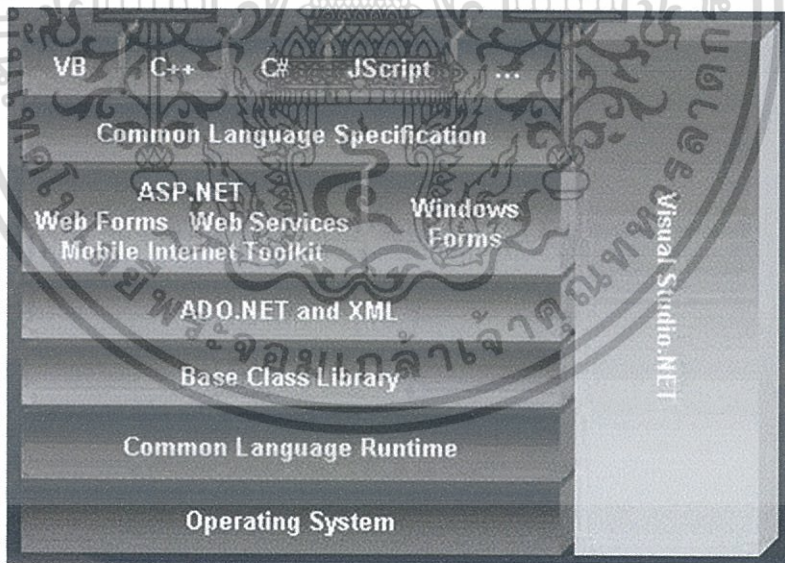 VB C++ C# JScript ...
Common Language Specification
ASP.NET
Web Forms Web Services
Mobile Internet Toolkit
Windows
Forms
ADO.NET and XML
Base Class Library
Common Language Runtime
Operating System
Visual Studio.NET